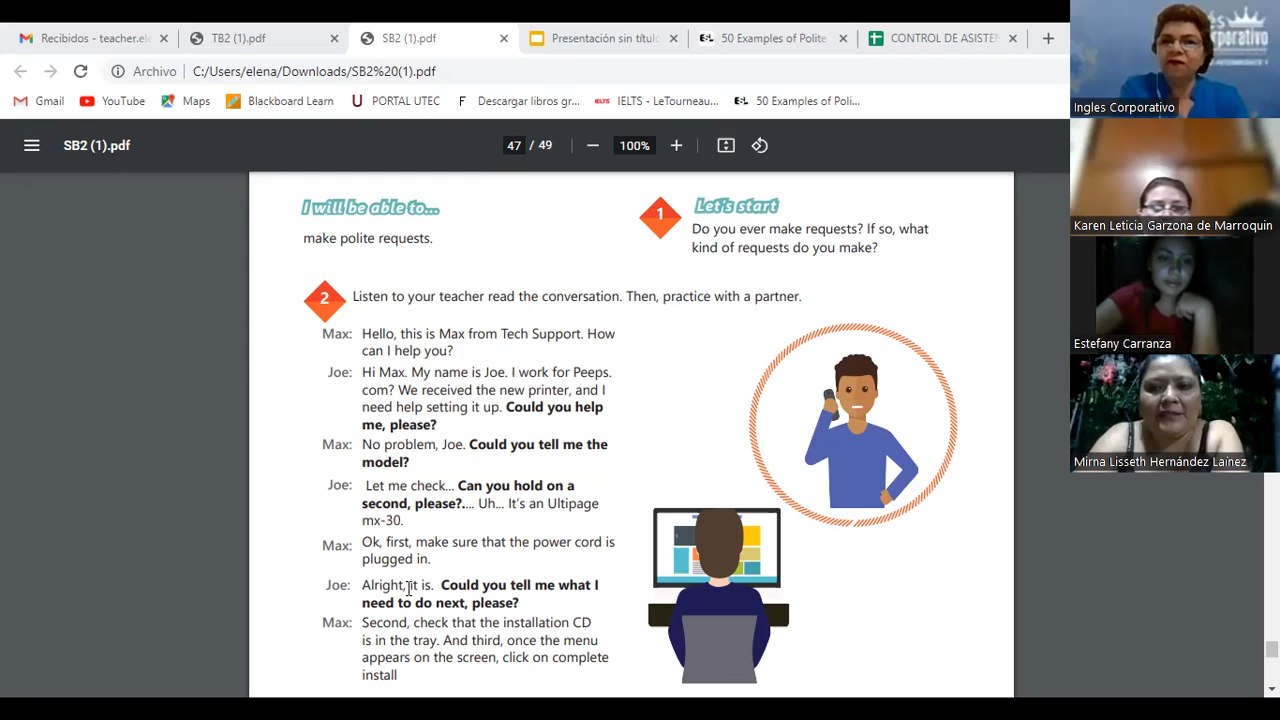 Recibidos - teacher.ele
TB2 (1).pdf
SB2 (1).pdf
Presentación sin título
50 Examples of Polite
CONTROL DE ASISTEN
Archivo
C:/Users/elena/Downloads/SB2%20(1).pdf
Gmail
YouTube
Maps
Blackboard Learn
PORTAL UTEC
Descargar libros gr...
IELTS - LeTourneau...
50 Examples of Poli...
SB2 (1).pdf
47 / 49
100%
I will be able to...
make polite requests.
1
Let's start
Do you ever make requests? If so, what
kind of requests do you make?
2
Listen to your teacher read the conversation. Then, practice with a partner.
Max: Hello, this is Max from Tech Support. How
can I help you?
Joe: Hi Max. My name is Joe. I work for Peeps.
com? We received the new printer, and I
need help setting it up. Could you help
me, please?
Max: No problem, Joe. Could you tell me the
model?
Joe: Let me check... Can you hold on a
second, please?.... Uh... It's an Ultipage
mx-30.
Max: Ok, first, make sure that the power cord is
plugged in.
Joe: Alright, it is. Could you tell me what I
need to do next, please?
Max: Second, check that the installation CD
is in the tray. And third, once the menu
appears on the screen, click on complete
install
Ingles Corporativo
Karen Leticia Garzona de Marroquin
Estefany Carranza
Mirna Lisseth Hernández Laínez